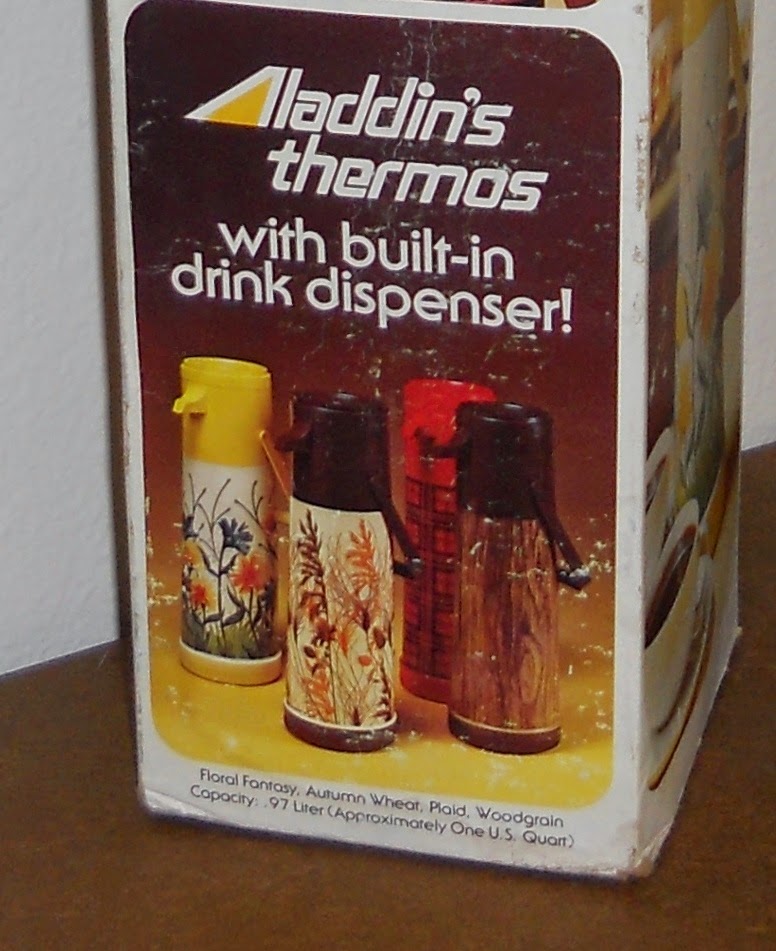 Aladdin's
thermos
with built-in
drink dispenser!
Floral Fantasy, Autumn Wheat, Plaid, Woodgrain
Capacity: .97 Liter (Approximately One U.S. Quart)